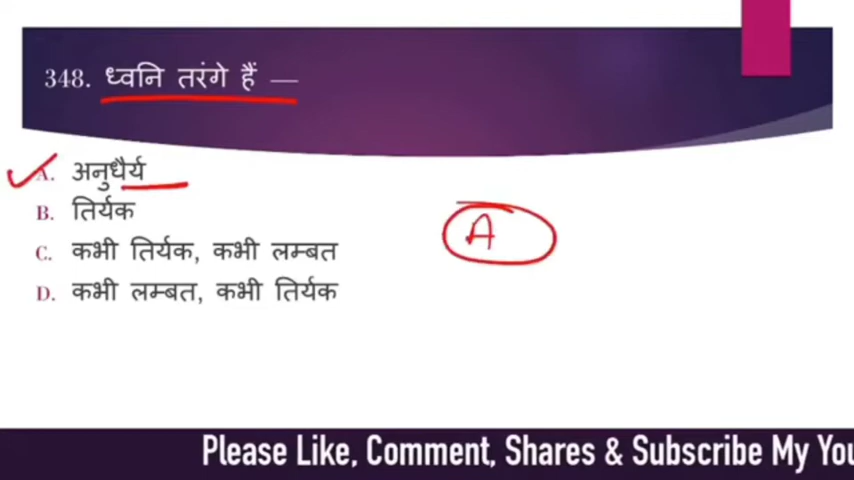 348. ध्वनि तरंगे हैं —
A. अनुधैर्य
B. तिर्यक
C. कभी तिर्यक, कभी लम्बत
D. कभी लम्बत, कभी तिर्यक
A
Please Like, Comment, Shares & Subscribe My You